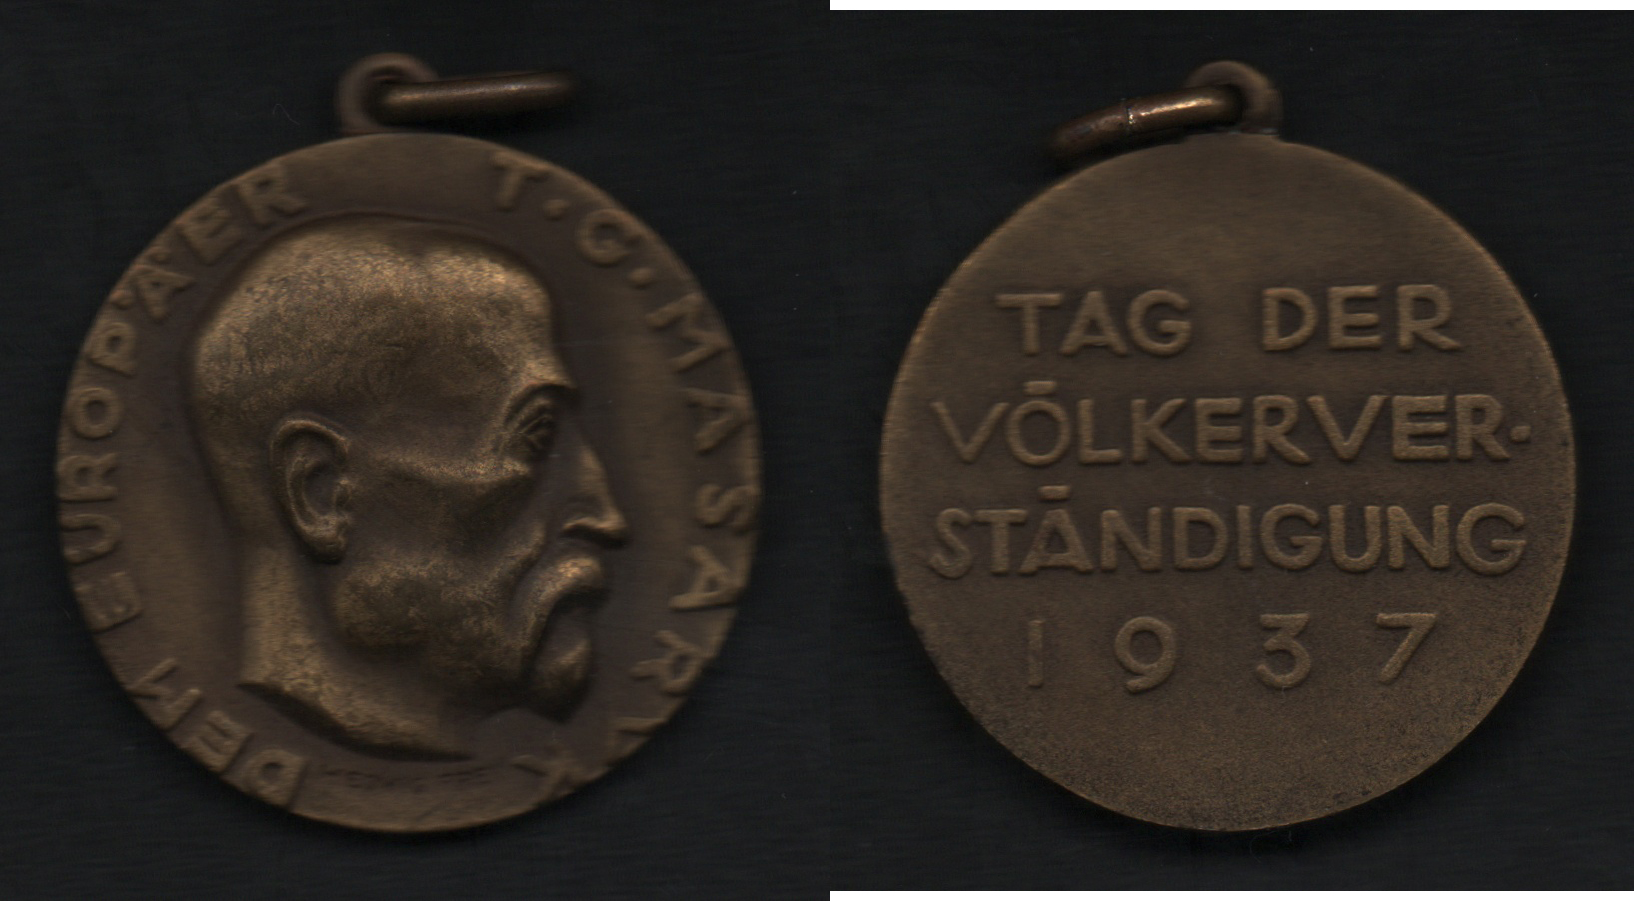 DEM EUROPÄER T. G. MASARYK
TAG DER
VÖLKERVER-
STÄNDIGUNG
1937